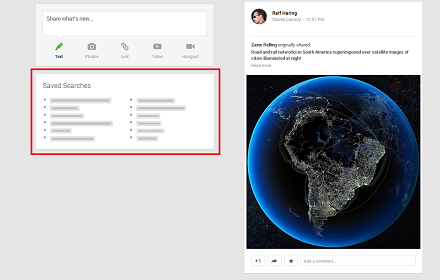 Share what's new...
Text
Photos
Link
Video
Hangout
Saved Searches
Ralf Haring
Shared publicly - 12:57 PM
Zaine Ridling originally shared:
Road and rail networks in South America superimposed over satellite images of
cities illuminated at night
Read more
+1
Add a comment...